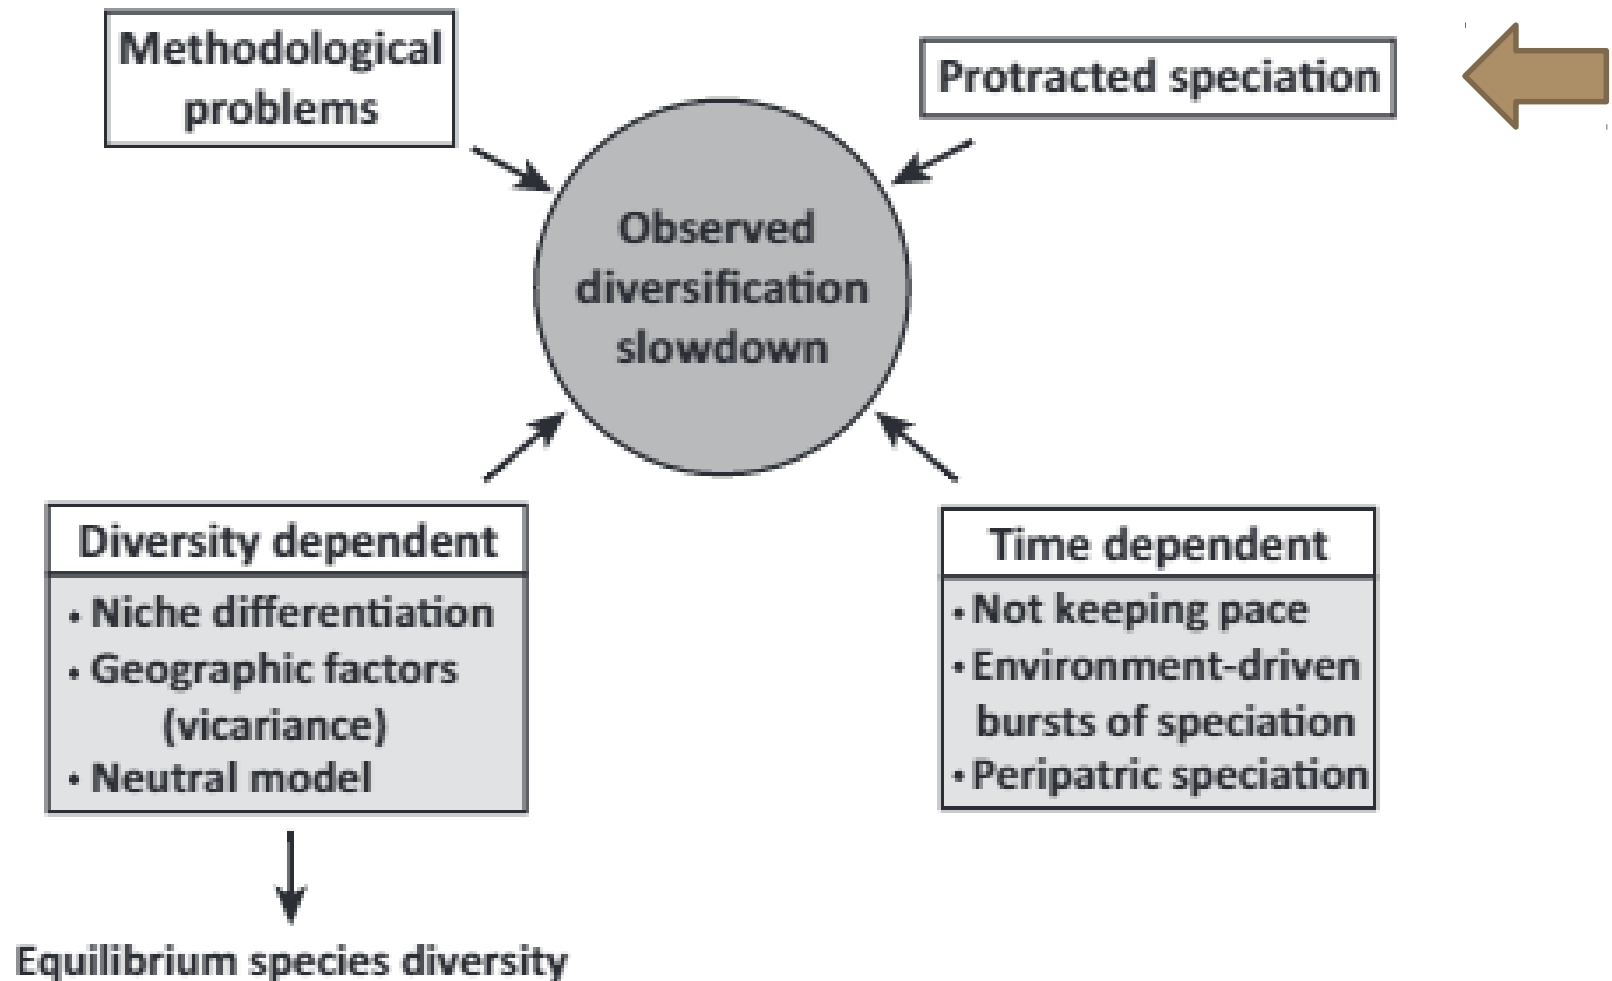 Methodological
problems
Protracted speciation
Observed
diversification
slowdown
Diversity dependent
• Niche differentiation
• Geographic factors
(vicariance)
• Neutral model
Time dependent
• Not keeping pace
• Environment-driven
bursts of speciation
• Peripatric speciation
Equilibrium species diversity